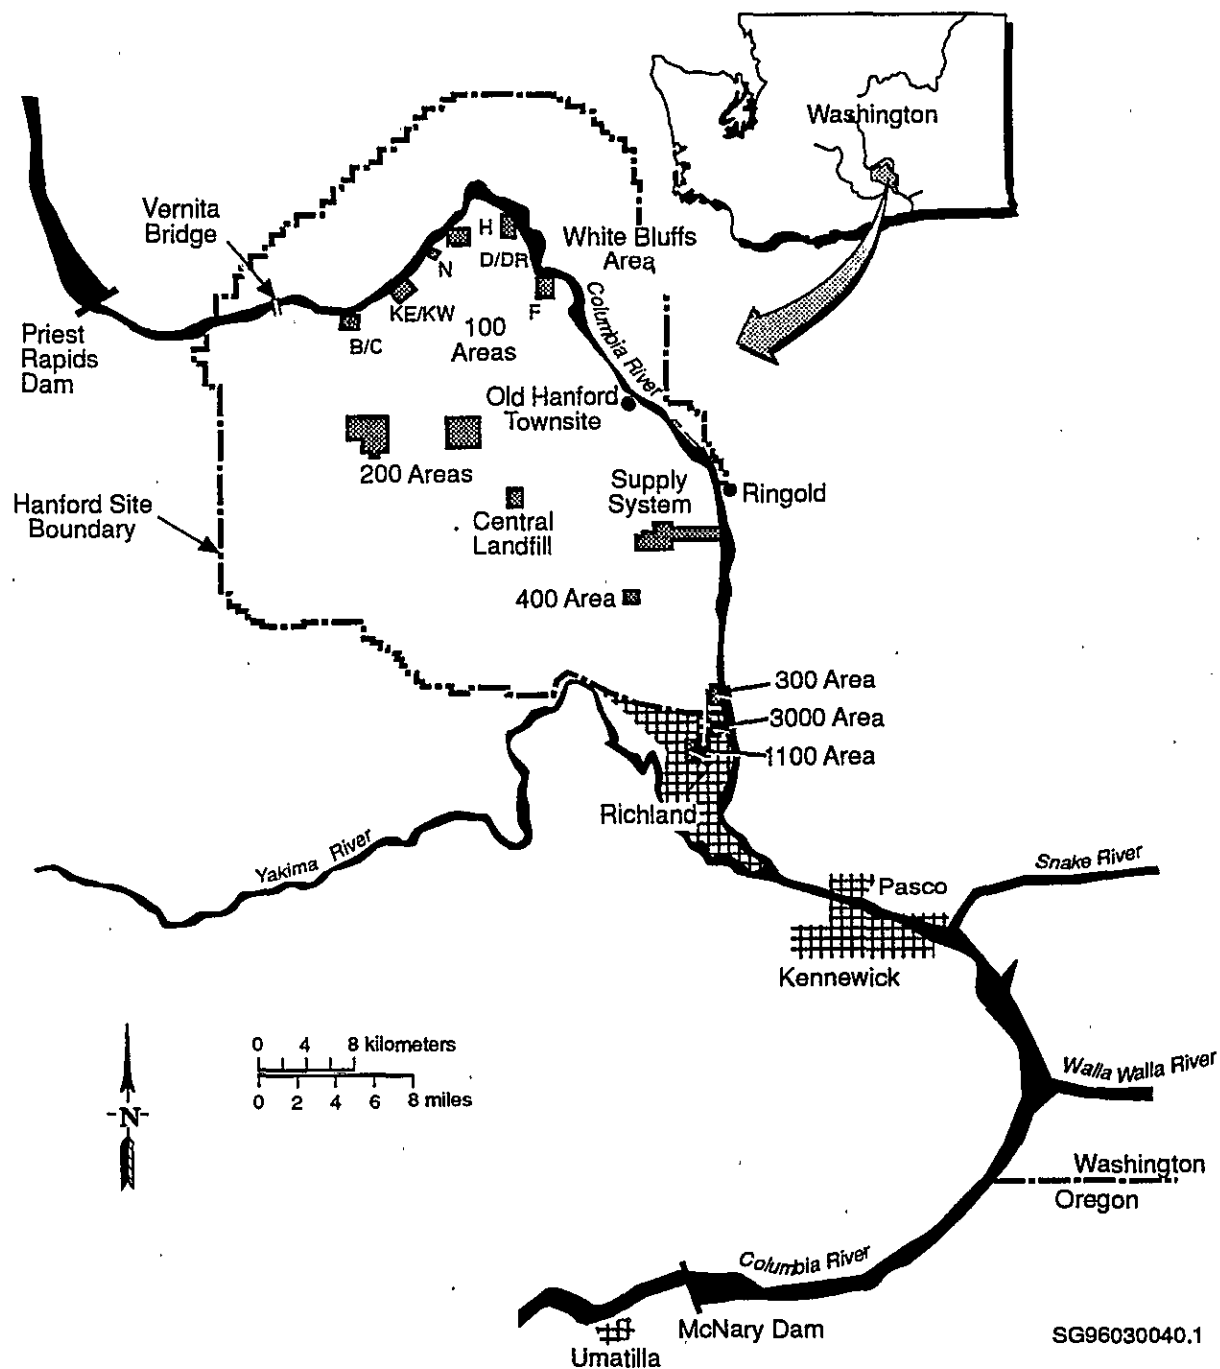 Washington
Vernita
Bridge
White Bluffs
Area
H
D/DR
N
KE/KW
F
B/C
100
Areas
Columbia River
Priest
Rapids
Dam
Old Hanford
Townsite
200 Areas
Supply
System
Ringold
Hanford Site
Boundary
Central
Landfill
400 Area
300 Area
3000 Area
1100 Area
Richland
Yakima River
Snake River
Pasco
Kennewick
0 4 8 kilometers
0 2 4 6 8 miles
N
Walla Walla River
Washington
Oregon
Columbia River
McNary Dam
Umatilla
SG96030040.1